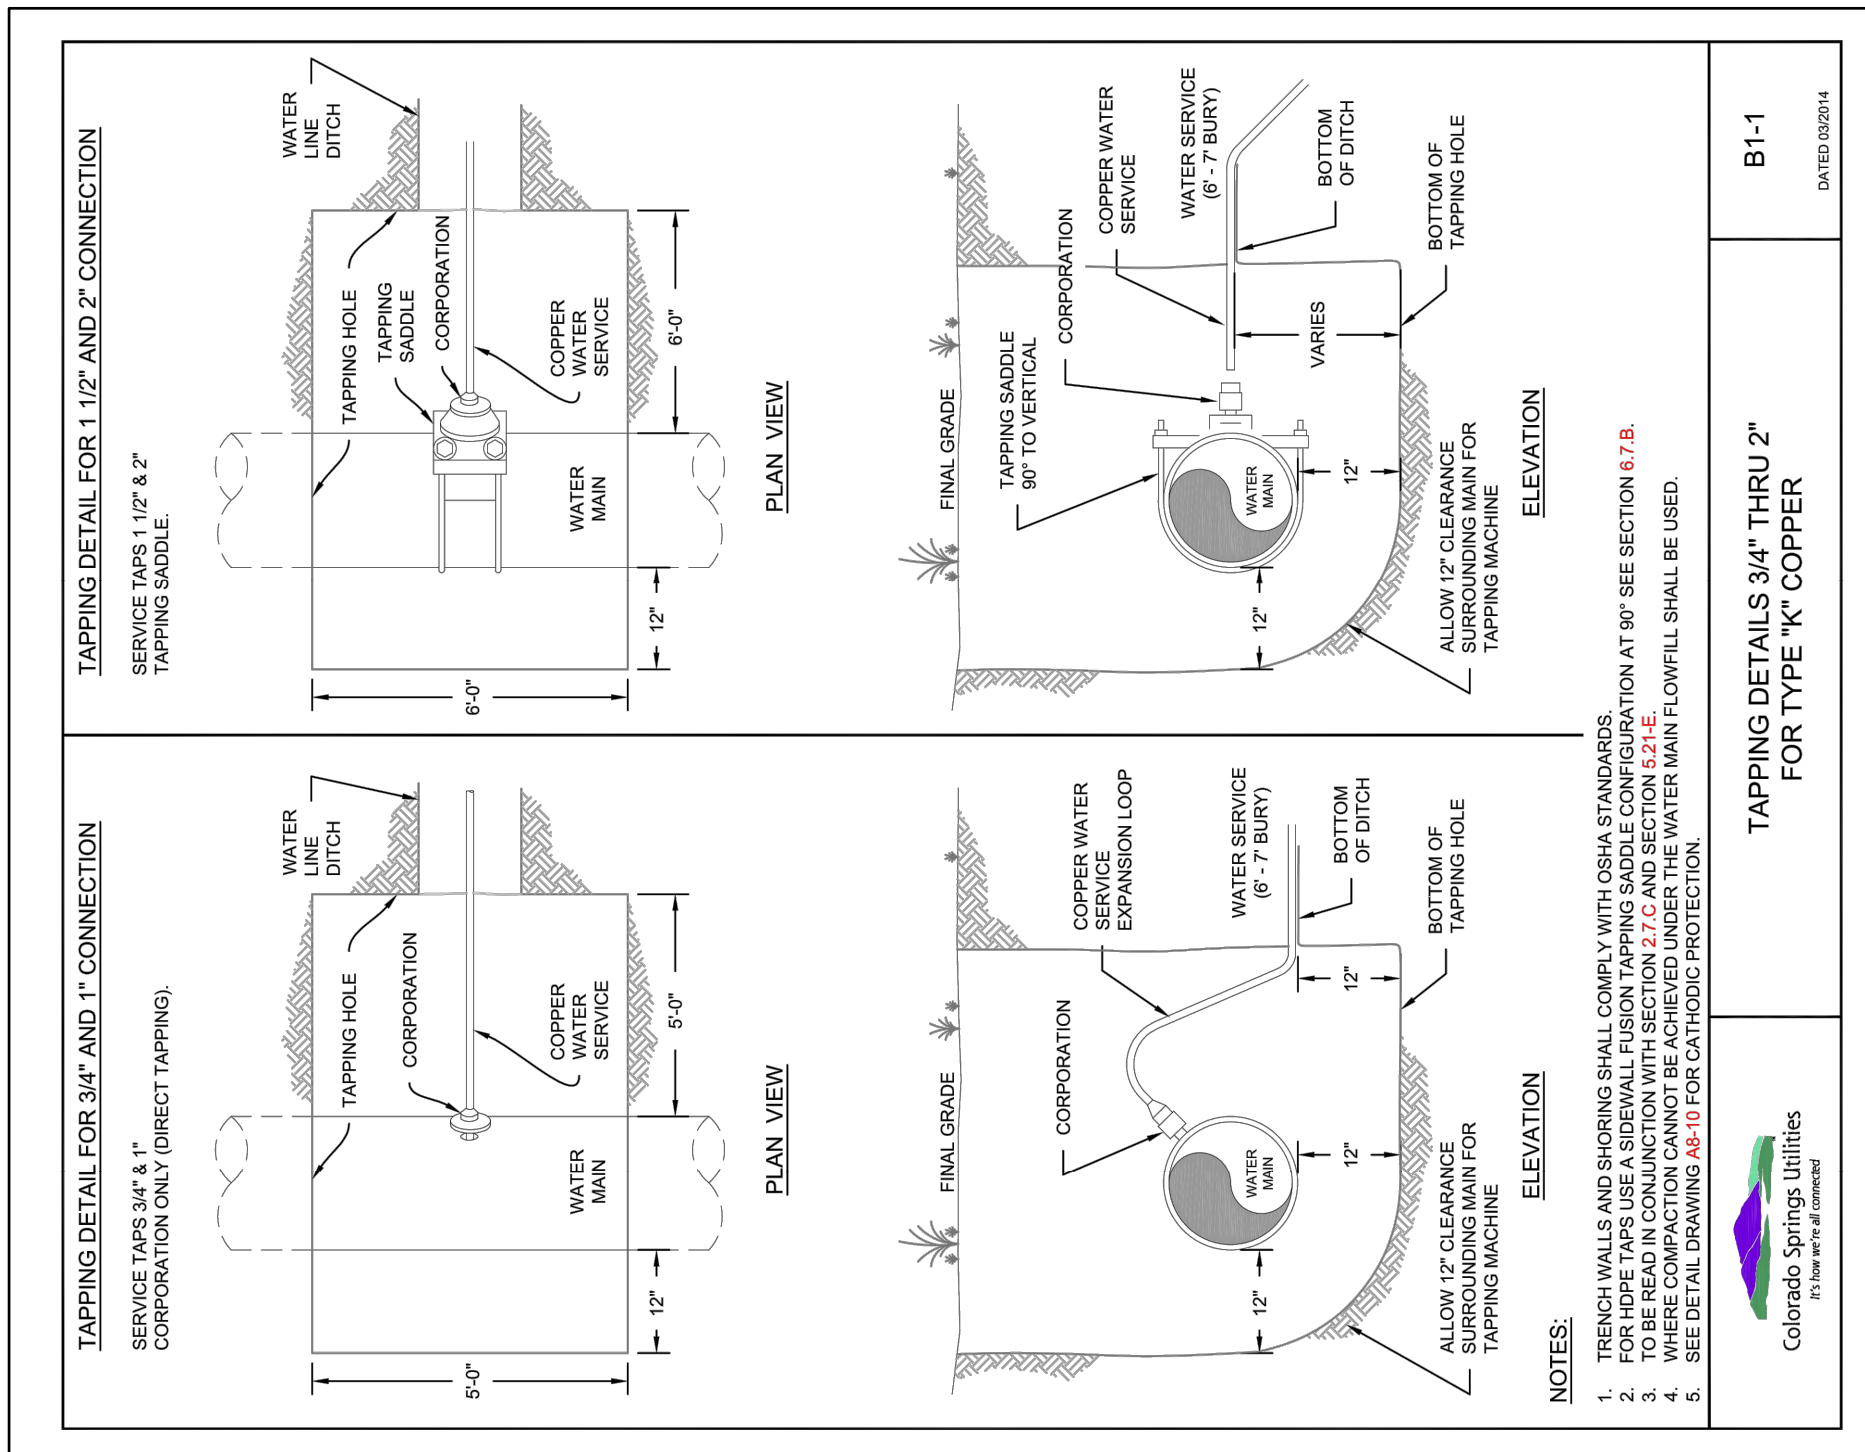 TAPPING DETAIL FOR 3/4" AND 1" CONNECTION
SERVICE TAPS 3/4" & 1"
CORPORATION ONLY (DIRECT TAPPING).
WATER
LINE
DITCH
TAPPING HOLE
CORPORATION
COPPER
WATER
SERVICE
WATER
MAIN
5'-0"
12"
5'-0"
PLAN VIEW
FINAL GRADE
CORPORATION
COPPER WATER
SERVICE
EXPANSION LOOP
WATER SERVICE
(6' - 7' BURY)
BOTTOM
OF DITCH
BOTTOM OF
TAPPING HOLE
WATER
MAIN
12"
12"
12"
ALLOW 12" CLEARANCE
SURROUNDING MAIN FOR
TAPPING MACHINE
ELEVATION
TAPPING DETAIL FOR 1 1/2" AND 2" CONNECTION
SERVICE TAPS 1 1/2" & 2"
TAPPING SADDLE.
WATER
LINE
DITCH
TAPPING HOLE
TAPPING
SADDLE
CORPORATION
COPPER
WATER
SERVICE
WATER
MAIN
6'-0"
12"
6'-0"
PLAN VIEW
FINAL GRADE
TAPPING SADDLE
90° TO VERTICAL
CORPORATION
COPPER WATER
SERVICE
WATER SERVICE
(6' - 7' BURY)
BOTTOM
OF DITCH
BOTTOM OF
TAPPING HOLE
VARIES
WATER
MAIN
12"
12"
ALLOW 12" CLEARANCE
SURROUNDING MAIN FOR
TAPPING MACHINE
ELEVATION
NOTES:
1. TRENCH WALLS AND SHORING SHALL COMPLY WITH OSHA STANDARDS.
2. FOR HDPE TAPS USE A SIDEWALL FUSION TAPPING SADDLE CONFIGURATION AT 90° SEE SECTION 6.7.B.
3. TO BE READ IN CONJUNCTION WITH SECTION 2.7.C AND SECTION 5.21-E.
4. WHERE COMPACTION CANNOT BE ACHIEVED UNDER THE WATER MAIN FLOWFILL SHALL BE USED.
5. SEE DETAIL DRAWING A8-10 FOR CATHODIC PROTECTION.
Colorado Springs Utilities
It's how we're all connected
TAPPING DETAILS 3/4" THRU 2"
FOR TYPE "K" COPPER
B1-1
DATED 03/2014